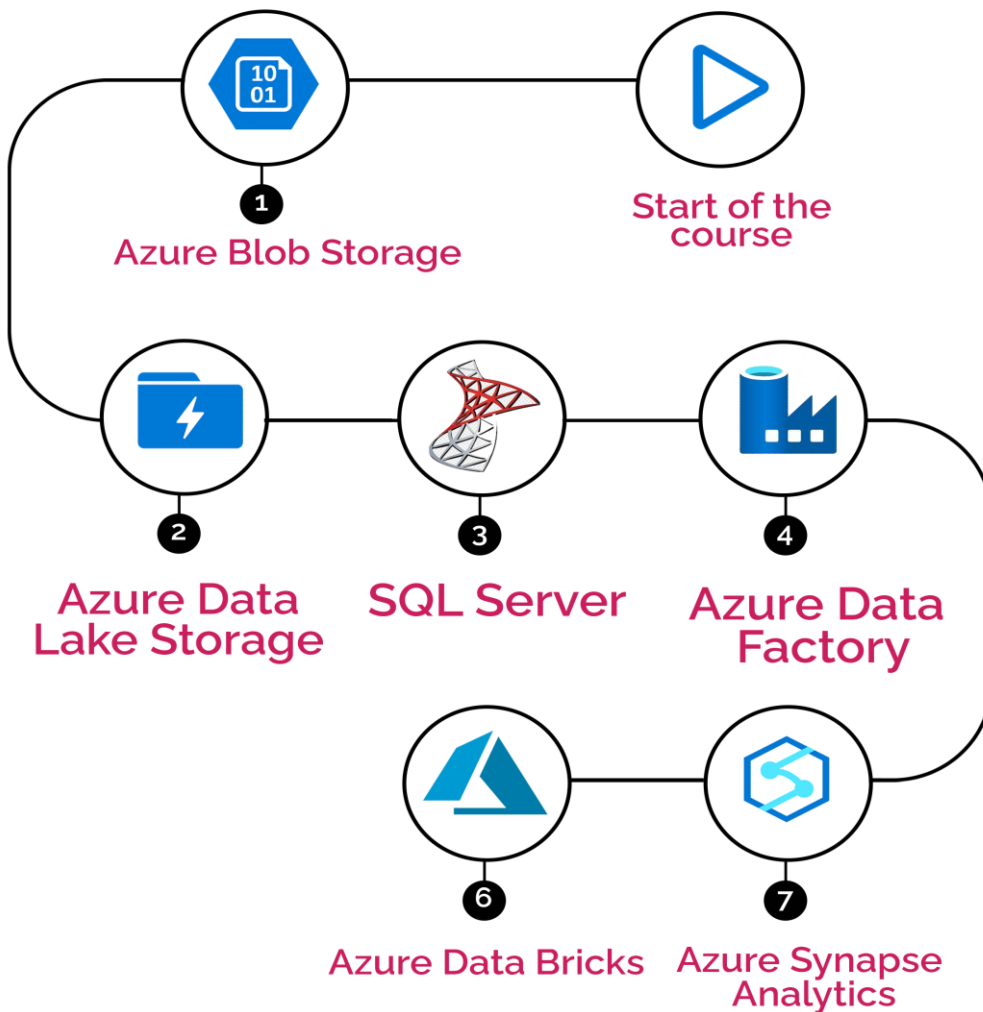 10
01
1
Azure Blob Storage
Start of the
course
2
Azure Data
Lake Storage
3
SQL Server
4
Azure Data
Factory
6
Azure Data Bricks
7
Azure Synapse
Analytics